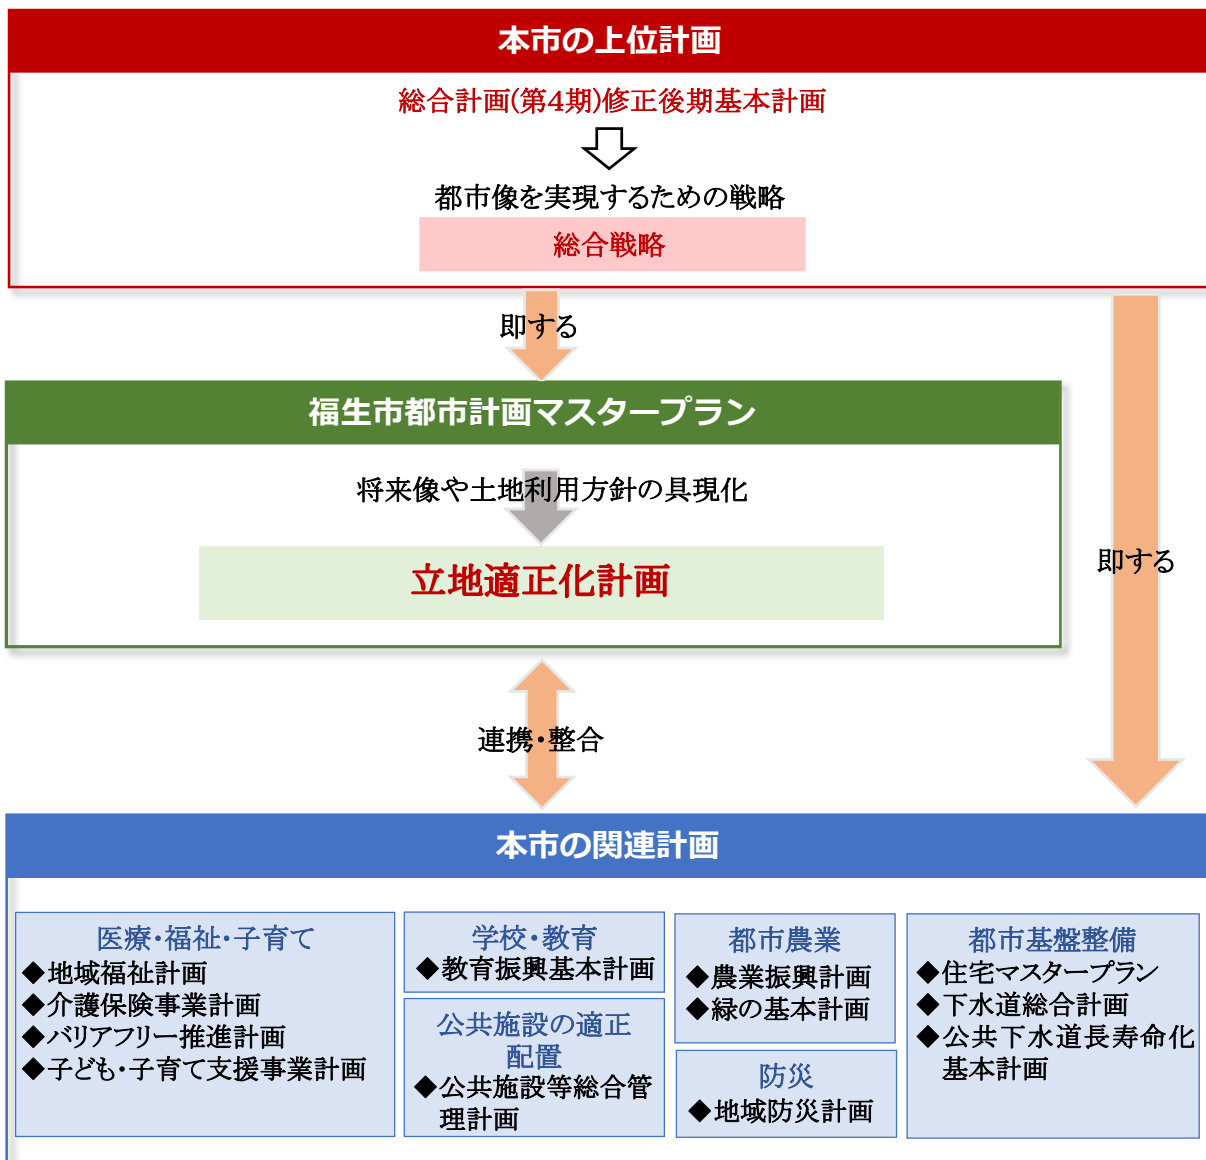 本市の上位計画
総合計画(第4期)修正後期基本計画
都市像を実現するための戦略
総合戦略
即する
福生市都市計画マスタープラン
将来像や土地利用方針の具現化
立地適正化計画
即する
連携・整合
本市の関連計画
医療・福祉・子育て
◆地域福祉計画
◆介護保険事業計画
◆バリアフリー推進計画
◆子ども・子育て支援事業計画
学校・教育
◆教育振興基本計画
公共施設の適正
配置
◆公共施設等総合管
理計画
都市農業
◆農業振興計画
◆緑の基本計画
防災
◆地域防災計画
都市基盤整備
◆住宅マスタープラン
◆下水道総合計画
◆公共下水道長寿命化
基本計画